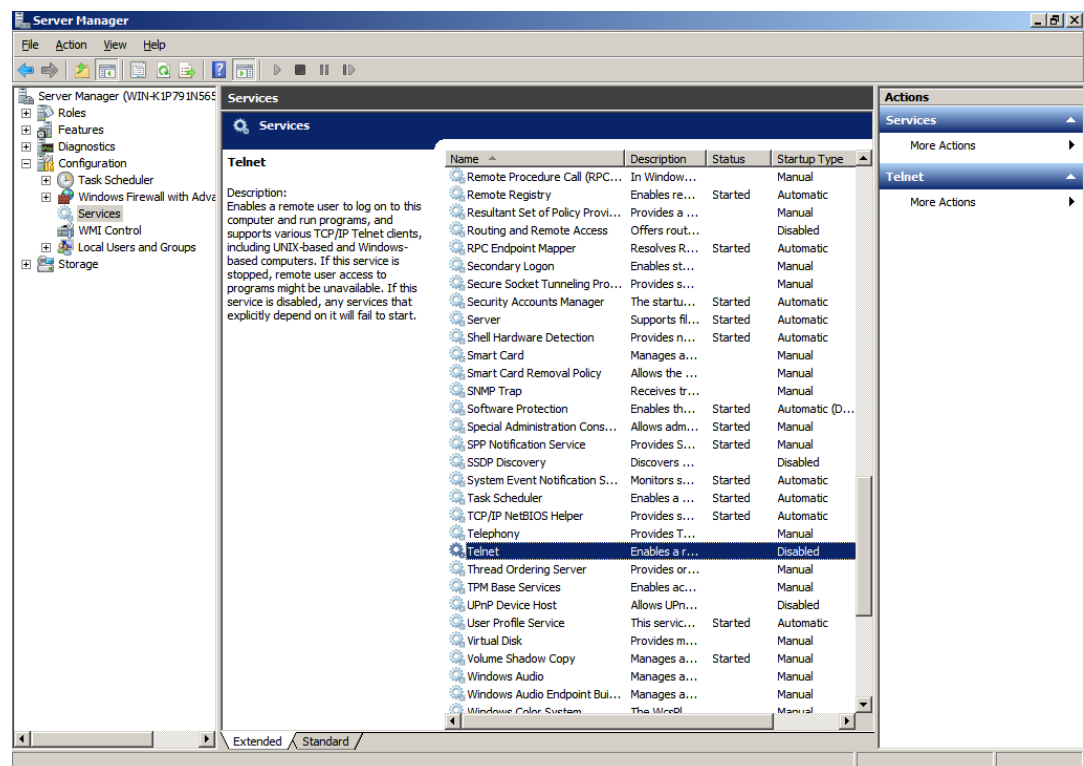 Server Manager
File Action View Help
Server Manager (WIN-K1P791N565
Roles
Features
Diagnostics
Configuration
Task Scheduler
Windows Firewall with Adva
Services
WMI Control
Local Users and Groups
Storage
Services
Services
Telnet
Description:
Enables a remote user to log on to this
computer and run programs, and
supports various TCP/IP Telnet clients,
including UNIX-based and Windows-
based computers. If this service is
stopped, remote user access to
programs might be unavailable. If this
service is disabled, any services that
explicitly depend on it will fail to start.
Name Description Status Startup Type
Remote Procedure Call (RPC... In Window... Manual
Remote Registry Enables re... Started Automatic
Resultant Set of Policy Provi... Provides a ... Manual
Routing and Remote Access Offers rout... Disabled
RPC Endpoint Mapper Resolves R... Started Automatic
Secondary Logon Enables st... Manual
Secure Socket Tunneling Pro... Provides s... Manual
Security Accounts Manager The startu... Started Automatic
Server Supports fil... Started Automatic
Shell Hardware Detection Provides n... Started Automatic
Smart Card Manages a... Manual
Smart Card Removal Policy Allows the ... Manual
SNMP Trap Receives tr... Manual
Software Protection Enables th... Started Automatic (D...
Special Administration Cons... Allows adm... Started Manual
SPP Notification Service Provides S... Started Manual
SSDP Discovery Discovers ... Disabled
System Event Notification S... Monitors s... Started Automatic
Task Scheduler Enables a ... Started Automatic
TCP/IP NetBIOS Helper Provides s... Started Automatic
Telephony Provides T... Manual
Telnet Enables a r... Disabled
Thread Ordering Server Provides or... Manual
TPM Base Services Enables ac... Manual
UPnP Device Host Allows UPn... Disabled
User Profile Service This servic... Started Automatic
Virtual Disk Provides m... Manual
Volume Shadow Copy Manages a... Started Manual
Windows Audio Manages a... Manual
Windows Audio Endpoint Bui... Manages a... Manual
Windows Color System The WcsPl... Manual
Extended Standard
Actions
Services
More Actions
Telnet
More Actions